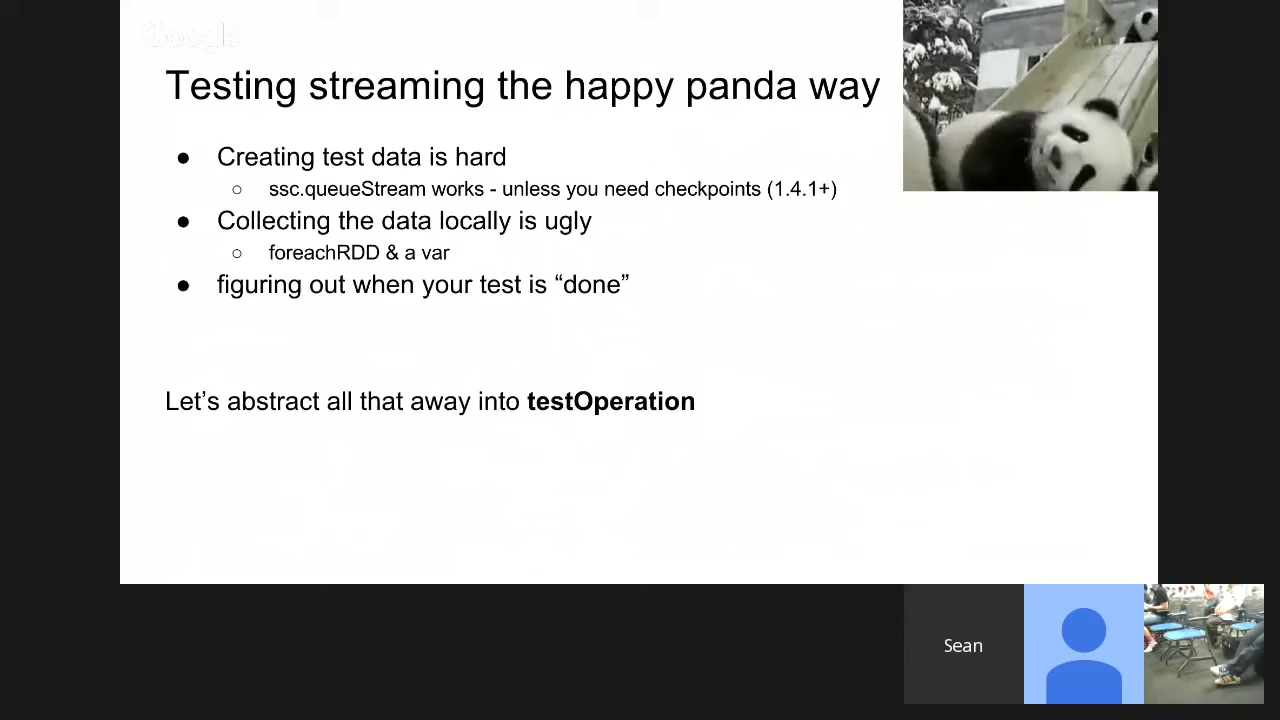 Google
Testing streaming the happy panda way
● Creating test data is hard
○ ssc.queueStream works - unless you need checkpoints (1.4.1+)
● Collecting the data locally is ugly
○ foreachRDD & a var
● figuring out when your test is “done”
Let’s abstract all that away into testOperation
Sean